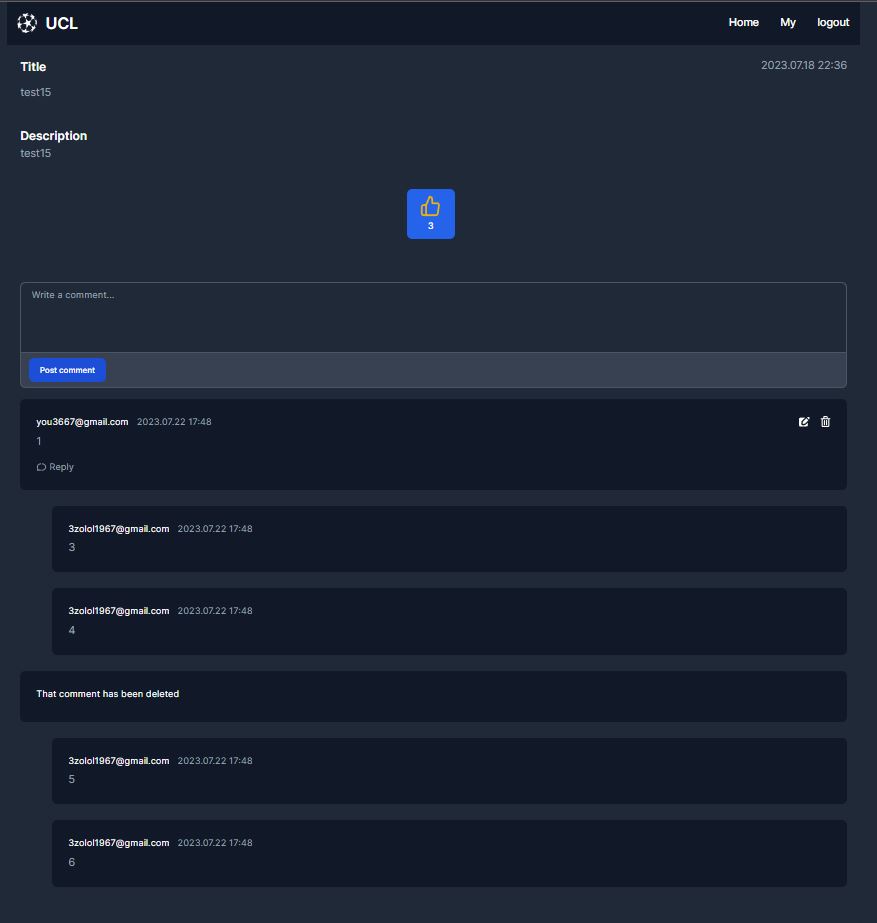 UCL
Home My logout
Title
2023.07.18 22:36
test15
Description
test15
3
Write a comment...
Post comment
you3667@gmail.com 2023.07.22 17:48
1
Reply
3zolol1967@gmail.com 2023.07.22 17:48
3
3zolol1967@gmail.com 2023.07.22 17:48
4
That comment has been deleted
3zolol1967@gmail.com 2023.07.22 17:48
5
3zolol1967@gmail.com 2023.07.22 17:48
6